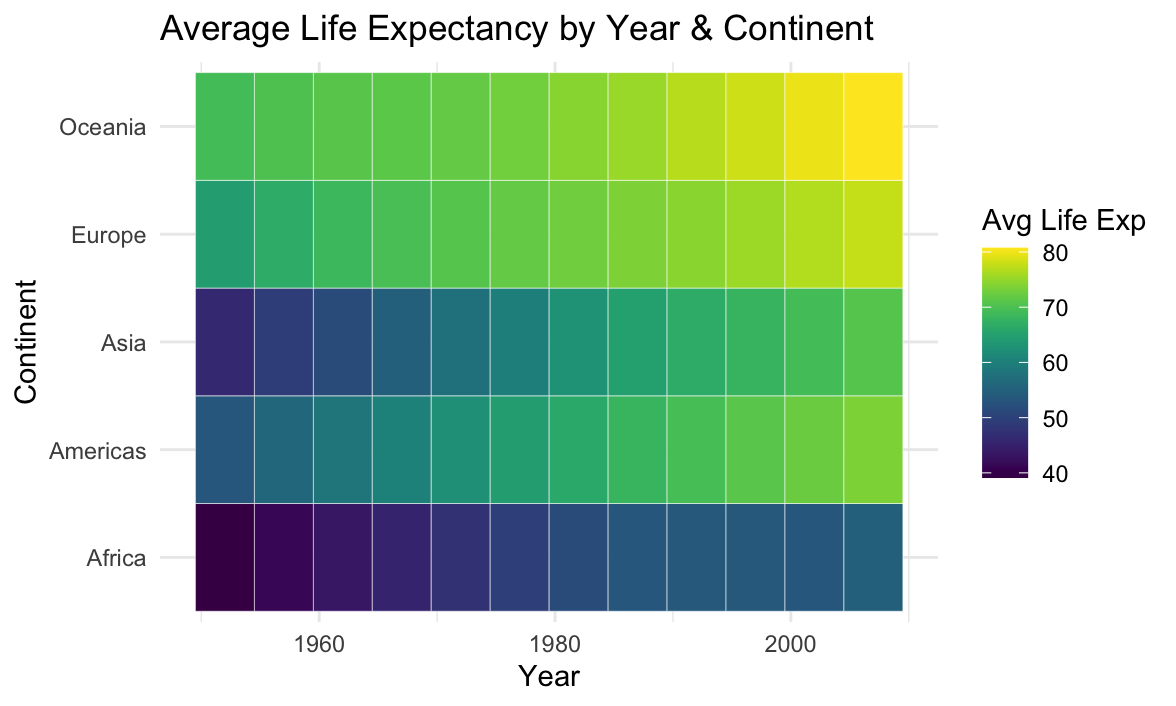 Average Life Expectancy by Year & Continent
Continent
Oceania
Europe
Asia
Americas
Africa
1960 1980 2000
Year
Avg Life Exp
80
70
60
50
40